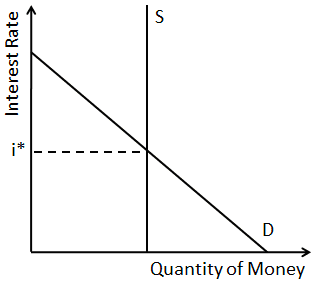 Interest Rate
S
i*
D
Quantity of Money